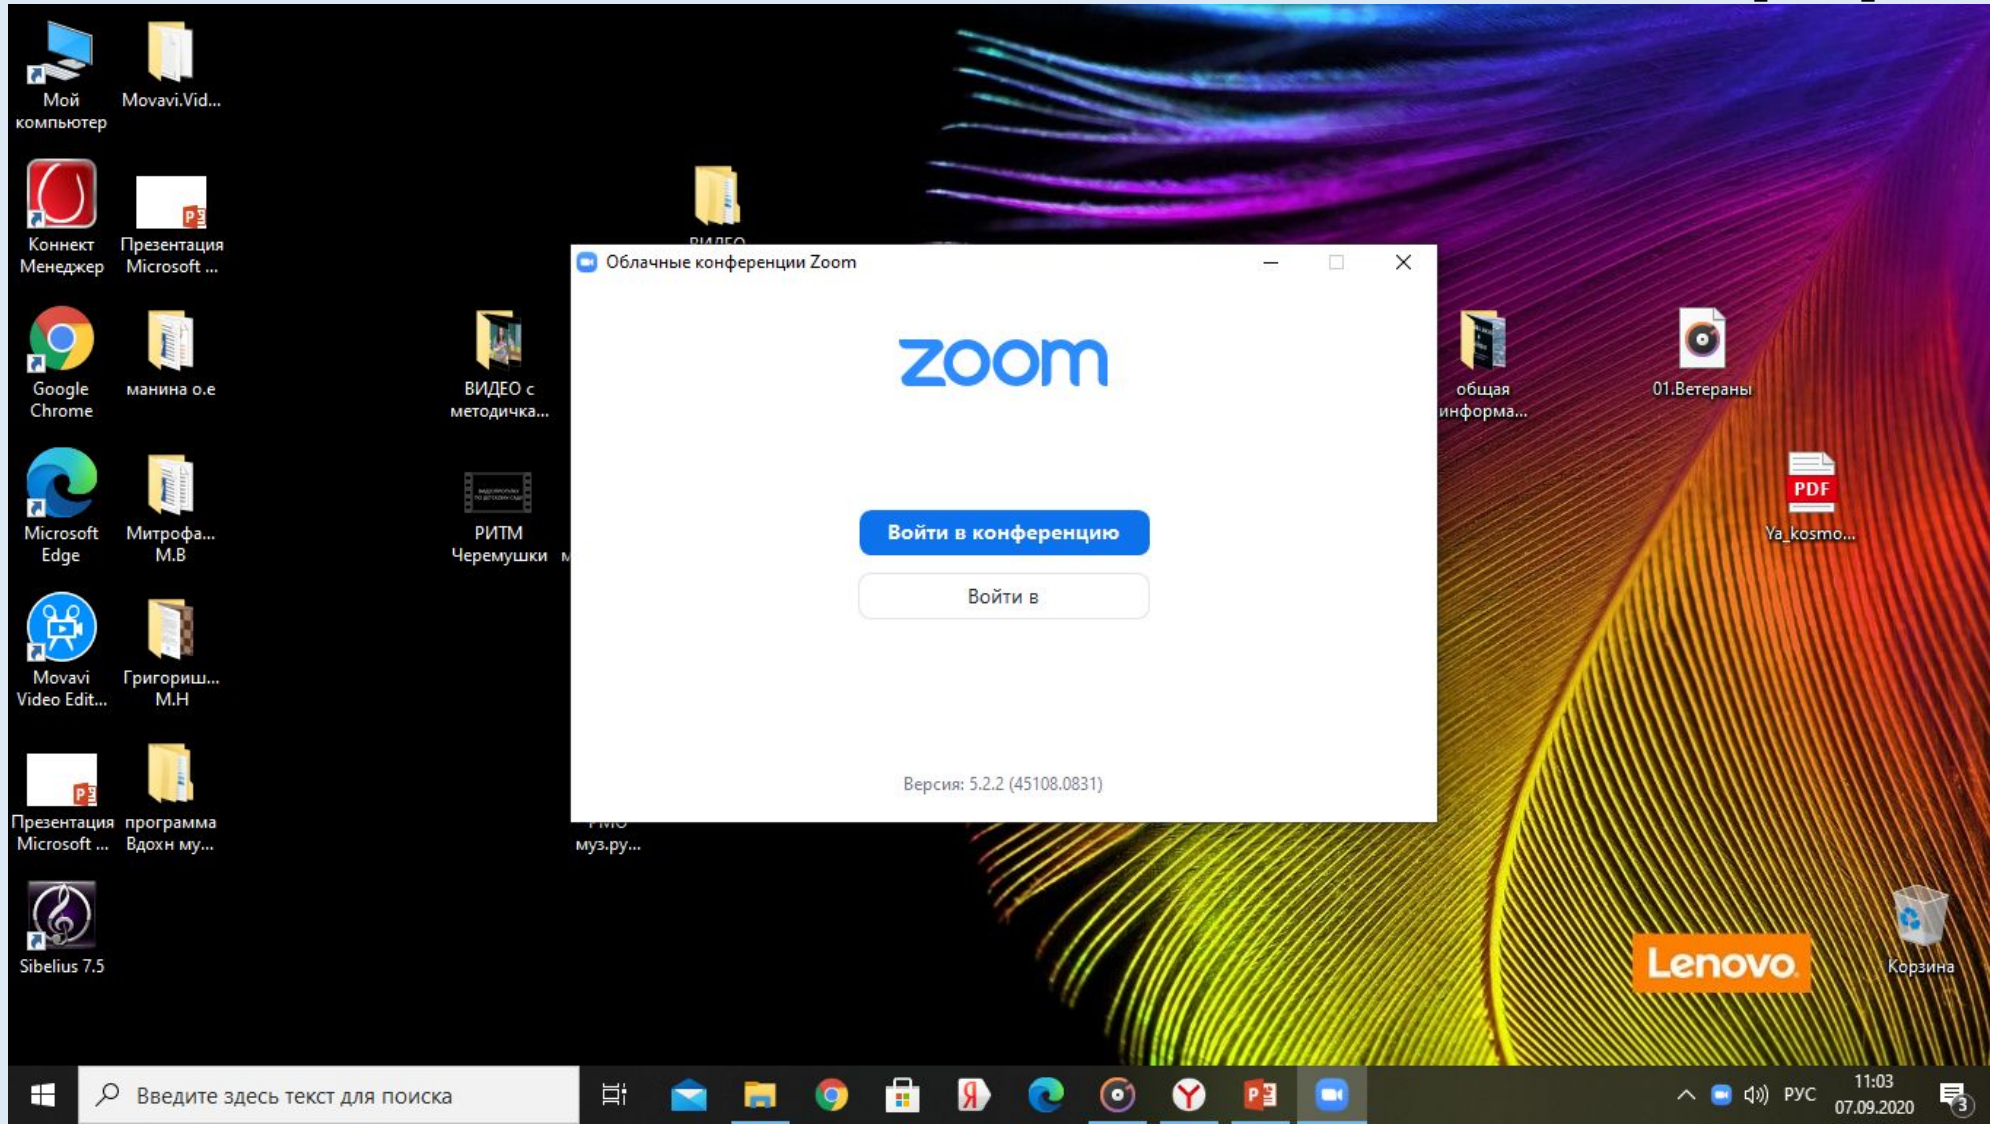 Мой
компьютер
Movavi.Vid...
Коннект
Менеджер
Презентация
Microsoft ...
ВИДЕО
Google
Chrome
манина о.е
ВИДЕО с
методичка...
Microsoft
Edge
Митрофа...
М.В
РИТМ
Черемушки
Movavi
Video Edit...
Григориш...
М.Н
Презентация
Microsoft ...
программа
Вдохн му...
РМО
муз.ру...
Sibelius 7.5
Облачные конференции Zoom
zoom
Войти в конференцию
Войти в
Версия: 5.2.2 (45108.0831)
общая
информа...
01.Ветераны
PDF
Ya_kosmo...
Lenovo
Корзина
Введите здесь текст для поиска
РУС
11:03
07.09.2020
3